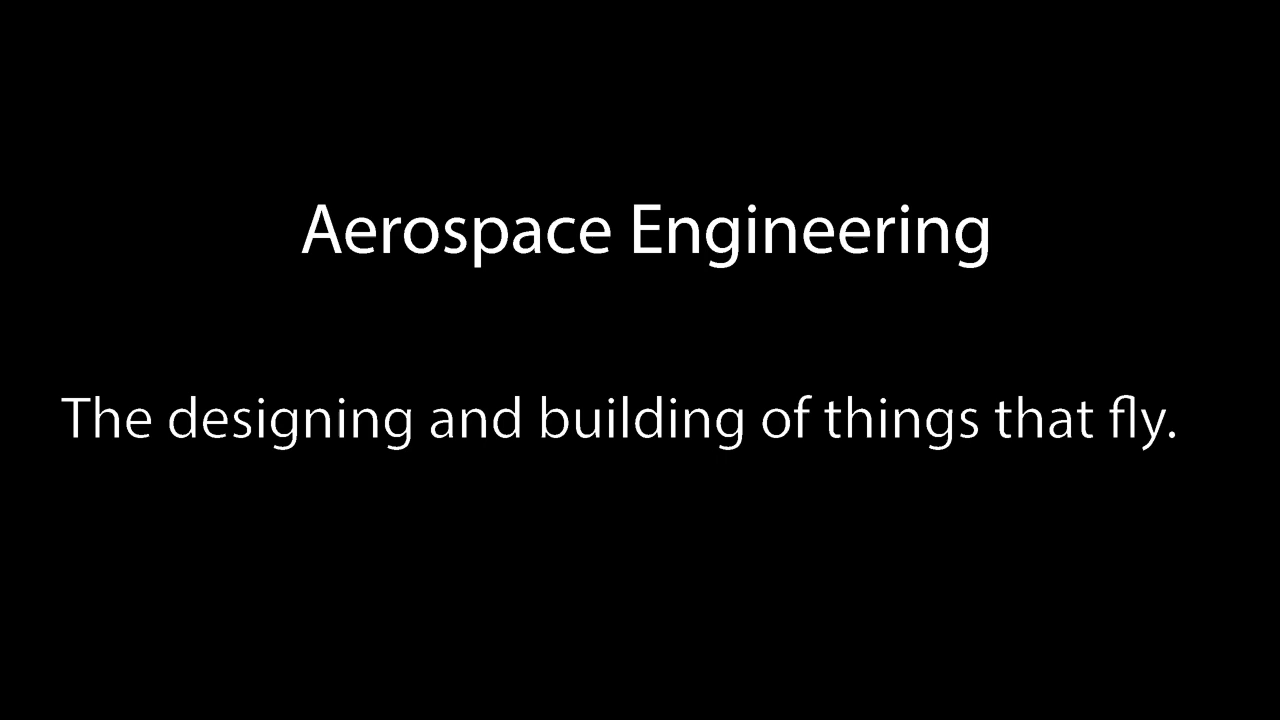 Aerospace Engineering
The designing and building of things that fly.